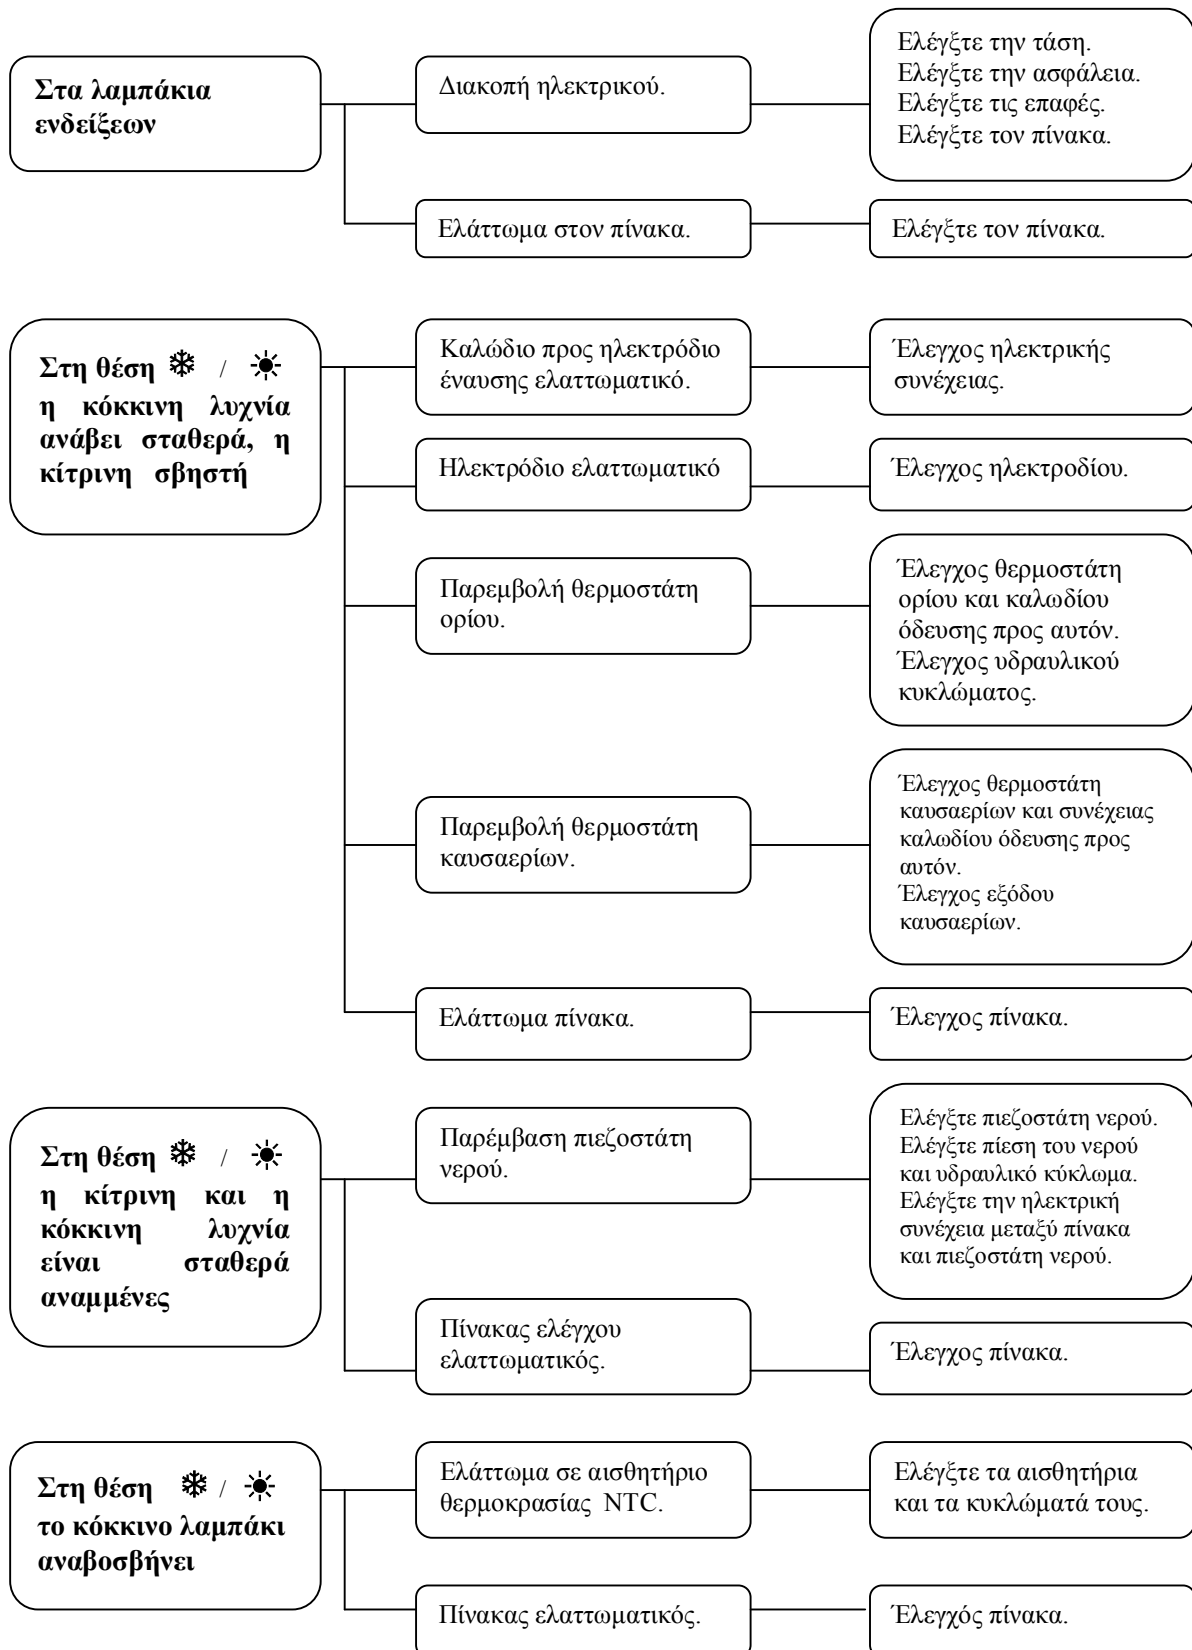 Στα λαμπάκια
ενδείξεων
Διακοπή ηλεκτρικού.
Ελέγξτε την τάση.
Ελέγξτε την ασφάλεια.
Ελέγξτε τις επαφές.
Ελέγξτε τον πίνακα.
Ελάττωμα στον πίνακα.
Ελέγξτε τον πίνακα.
Στη θέση ❄ / ☀
η κόκκινη λυχνία
ανάβει σταθερά, η
κίτρινη σβηστή
Καλώδιο προς ηλεκτρόδιο
έναυσης ελαττωματικό.
Έλεγχος ηλεκτρικής
συνέχειας.
Ηλεκτρόδιο ελαττωματικό
Έλεγχος ηλεκτροδίου.
Παρεμβολή θερμοστάτη
ορίου.
Έλεγχος θερμοστάτη
ορίου και καλωδίου
όδευσης προς αυτόν.
Έλεγχος υδραυλικού
κυκλώματος.
Παρεμβολή θερμοστάτη
καυσαερίων.
Έλεγχος θερμοστάτη
καυσαερίων και συνέχειας
καλωδίου όδευσης προς
αυτόν.
Έλεγχος εξόδου
καυσαερίων.
Ελάττωμα πίνακα.
Έλεγχος πίνακα.
Στη θέση ❄ / ☀
η κίτρινη και η
κόκκινη λυχνία
είναι σταθερά
αναμμένες
Παρέμβαση πιεζοστάτη
νερού.
Ελέγξτε πιεζοστάτη νερού.
Ελέγξτε πίεση του νερού
και υδραυλικό κύκλωμα.
Ελέγξτε την ηλεκτρική
συνέχεια μεταξύ πίνακα
και πιεζοστάτη νερού.
Πίνακας ελέγχου
ελαττωματικός.
Έλεγχος πίνακα.
Στη θέση ❄ / ☀
το κόκκινο λαμπάκι
αναβοσβήνει
Ελάττωμα σε αισθητήριο
θερμοκρασίας NTC.
Ελέγξτε τα αισθητήρια
και τα κυκλώματά τους.
Πίνακας ελαττωματικός.
Έλεγχός πίνακα.